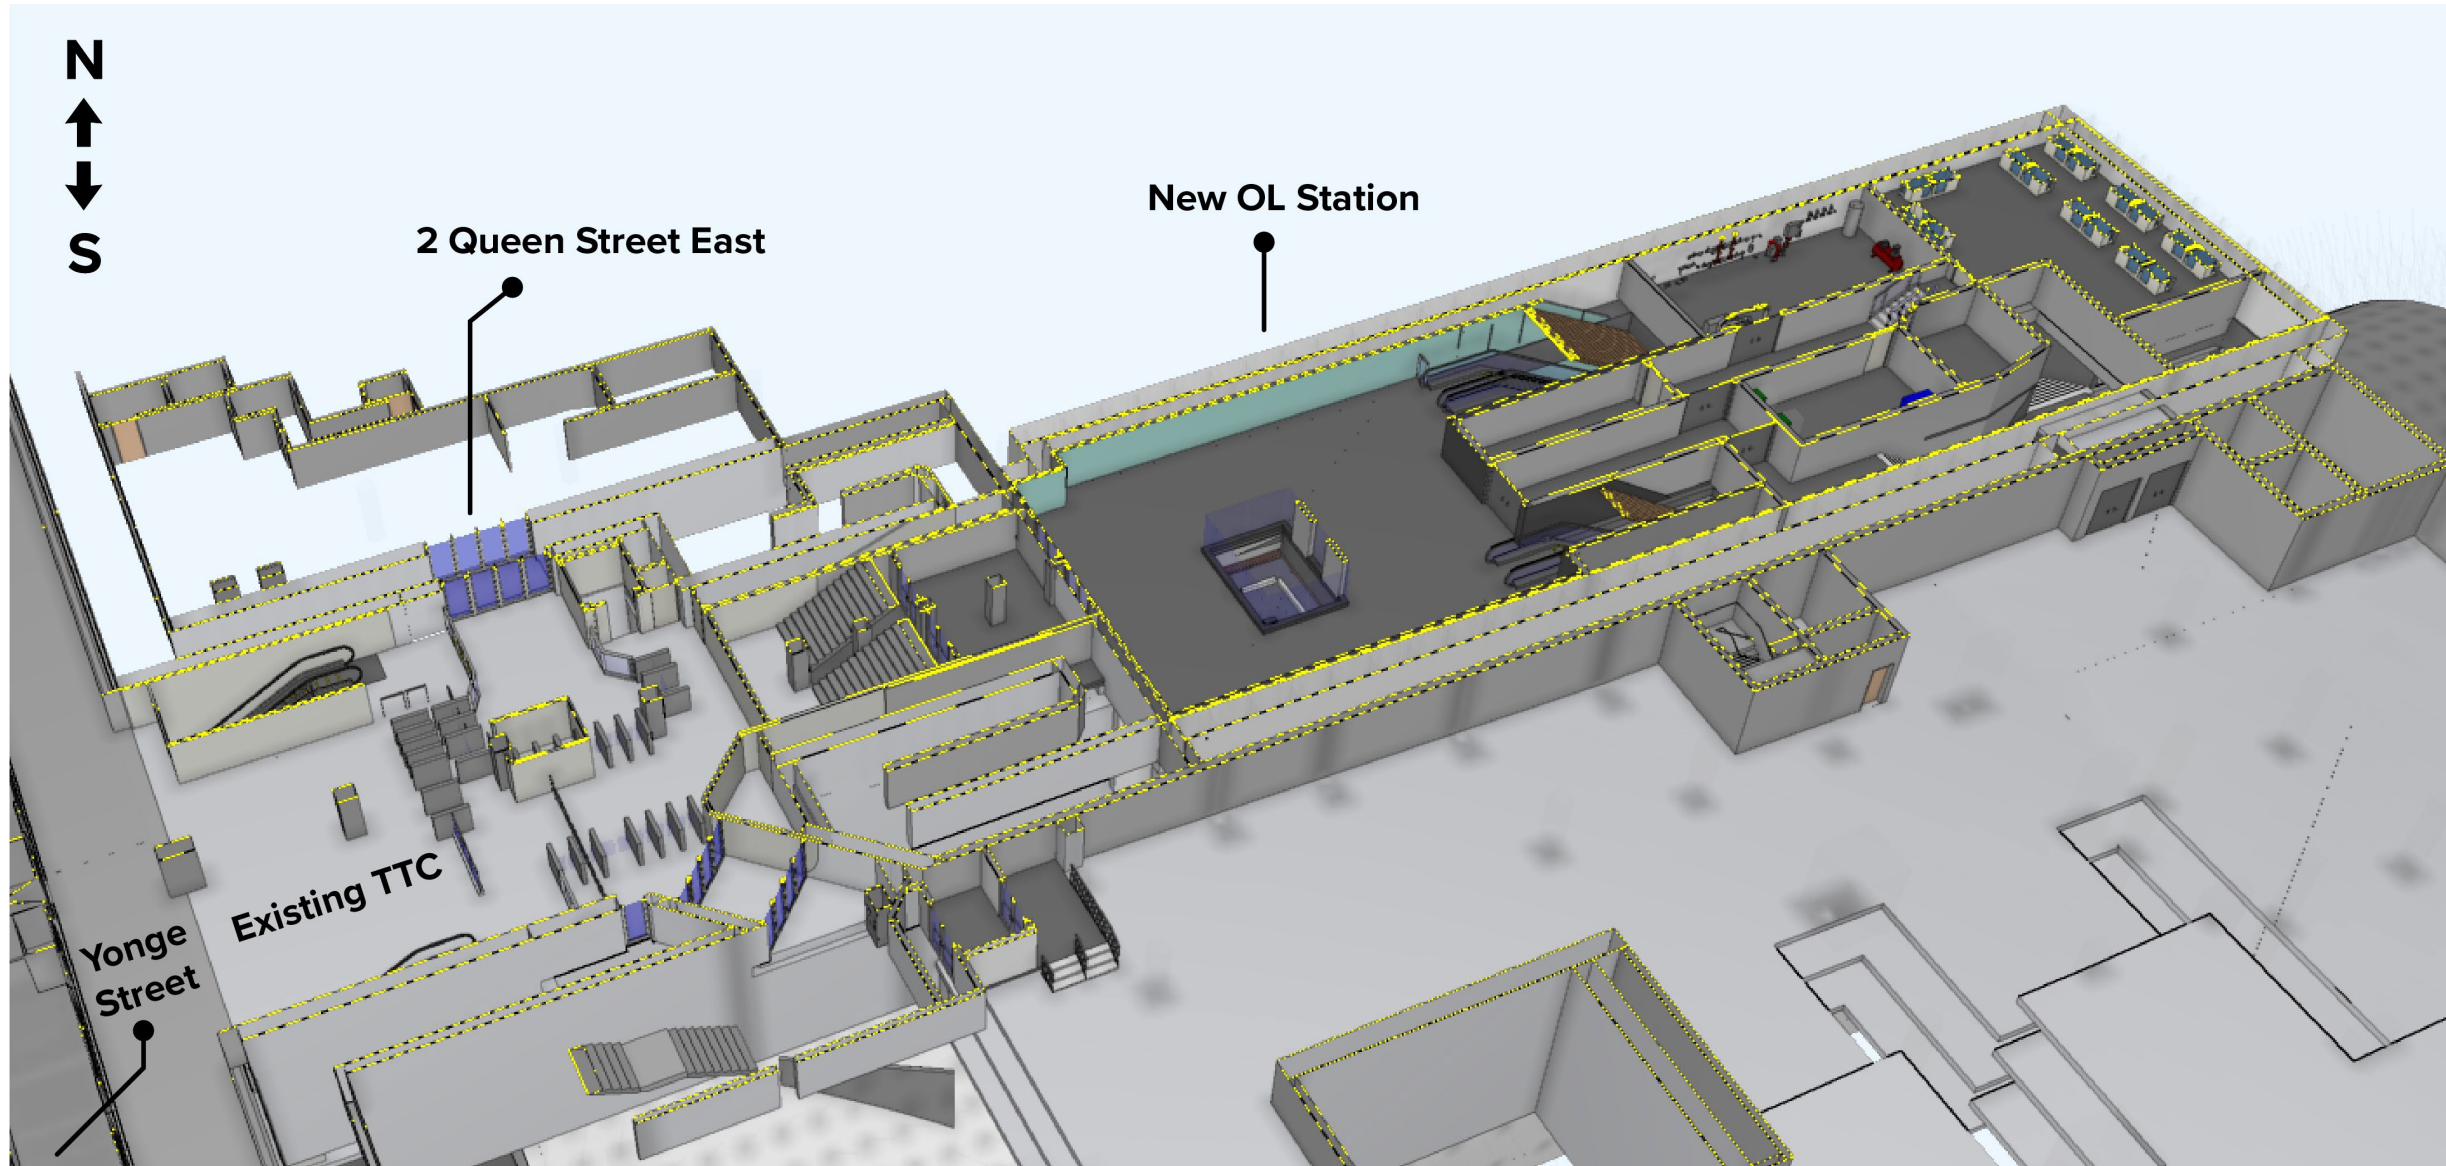 N
S
2 Queen Street East
New OL Station
Existing TTC
Yonge
Street